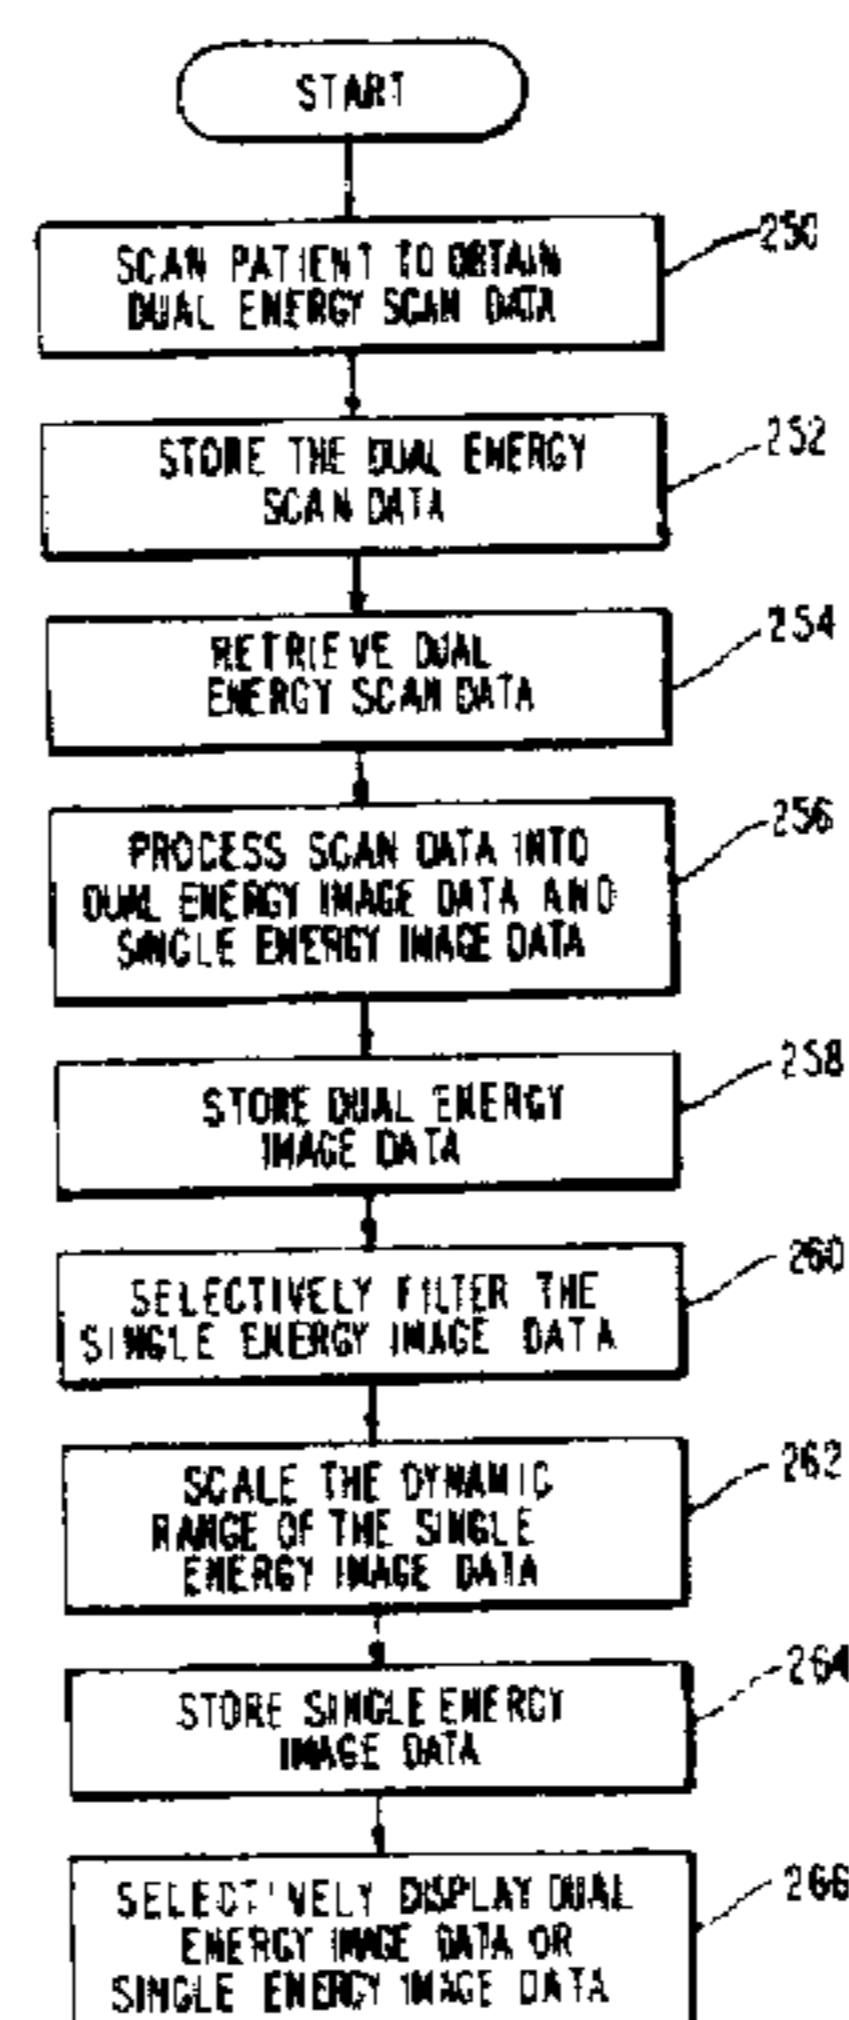 START
250
SCAN PATIENT TO OBTAIN
DUAL ENERGY SCAN DATA
252
STORE THE DUAL ENERGY
SCAN DATA
254
RETRIEVE DUAL
ENERGY SCAN DATA
256
PROCESS SCAN DATA INTO
DUAL ENERGY IMAGE DATA AND
SINGLE ENERGY IMAGE DATA
258
STORE DUAL ENERGY
IMAGE DATA
260
SELECTIVELY FILTER THE
SINGLE ENERGY IMAGE DATA
262
SCALE THE DYNAMIC
RANGE OF THE SINGLE
ENERGY IMAGE DATA
264
STORE SINGLE ENERGY
IMAGE DATA
266
SELECTIVELY DISPLAY DUAL
ENERGY IMAGE DATA OR
SINGLE ENERGY IMAGE DATA